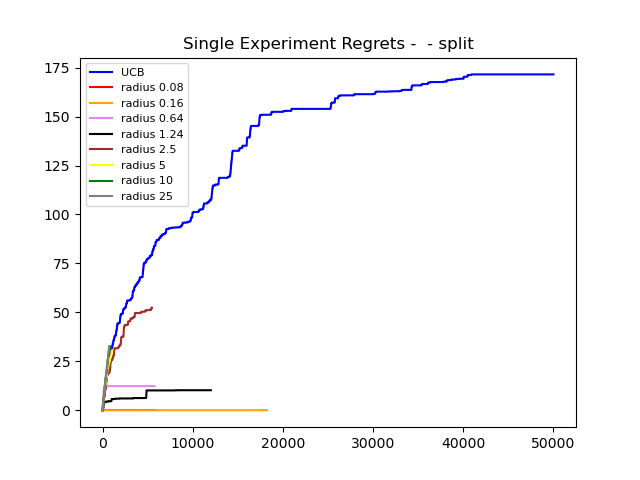 Single Experiment Regrets -  - split
175
150
125
100
75
50
25
0
UCB
radius 0.08
radius 0.16
radius 0.64
radius 1.24
radius 2.5
radius 5
radius 10
radius 25
0 10000 20000 30000 40000 50000